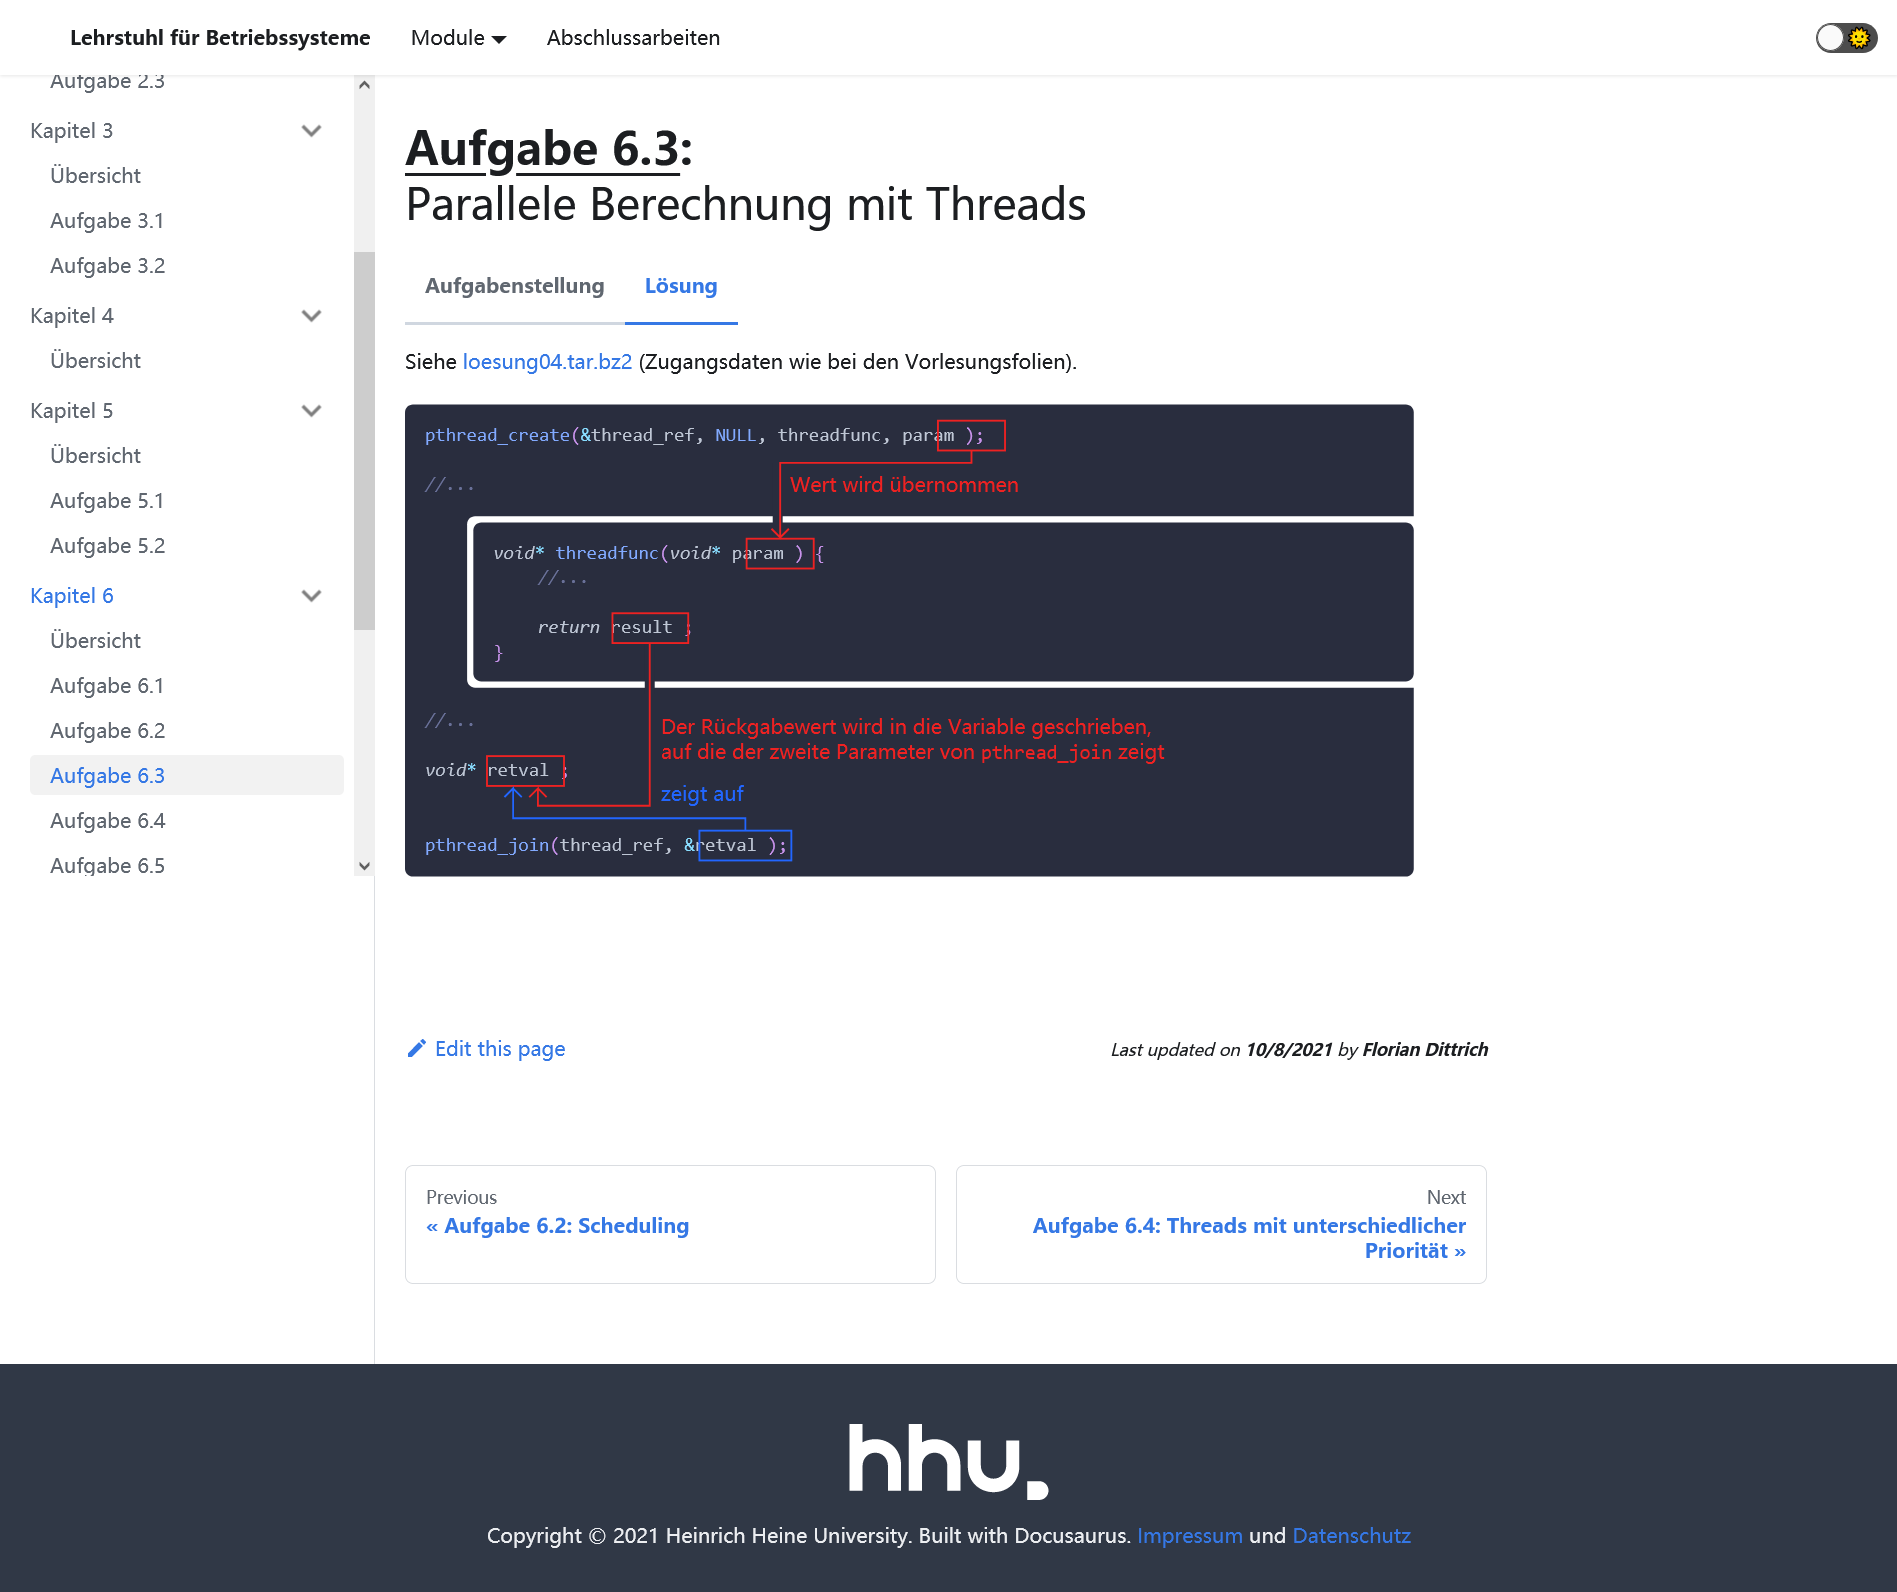 Lehrstuhl für Betriebssysteme Module Abschlussarbeiten
Aufgabe 2.3
Kapitel 3
Übersicht
Aufgabe 3.1
Aufgabe 3.2
Kapitel 4
Übersicht
Kapitel 5
Übersicht
Aufgabe 5.1
Aufgabe 5.2
Kapitel 6
Übersicht
Aufgabe 6.1
Aufgabe 6.2
Aufgabe 6.3
Aufgabe 6.4
Aufgabe 6.5
Aufgabe 6.3:
Parallele Berechnung mit Threads
Aufgabenstellung Lösung
Siehe loesung04.tar.bz2 (Zugangsdaten wie bei den Vorlesungsfolien).
pthread_create(&thread_ref, NULL, threadfunc, param );
//...
Wert wird übernommen
void* threadfunc(void* param ) {
//...
return result ;
}
//...
Der Rückgabewert wird in die Variable geschrieben,
auf die der zweite Parameter von pthread_join zeigt
void* retval ;
zeigt auf
pthread_join(thread_ref, &retval );
Edit this page
Last updated on 10/8/2021 by Florian Dittrich
Previous
« Aufgabe 6.2: Scheduling
Next
Aufgabe 6.4: Threads mit unterschiedlicher
Priorität »
hhu.
Copyright © 2021 Heinrich Heine University. Built with Docusaurus. Impressum und Datenschutz